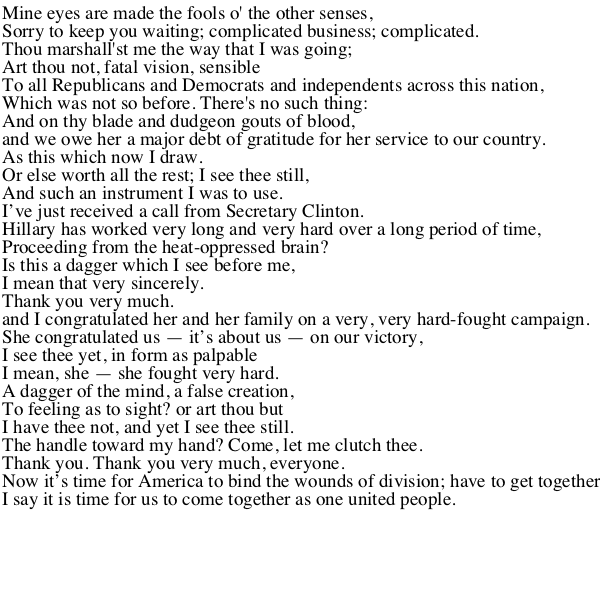 Mine eyes are made the fools o' the other senses,
Sorry to keep you waiting; complicated business; complicated.
Thou marshall'st me the way that I was going;
Art thou not, fatal vision, sensible
To all Republicans and Democrats and independents across this nation,
Which was not so before. There's no such thing:
And on thy blade and dudgeon gouts of blood,
and we owe her a major debt of gratitude for her service to our country.
As this which now I draw.
Or else worth all the rest; I see thee still,
And such an instrument I was to use.
I’ve just received a call from Secretary Clinton.
Hillary has worked very long and very hard over a long period of time,
Proceeding from the heat-oppressed brain?
Is this a dagger which I see before me,
I mean that very sincerely.
Thank you very much.
and I congratulated her and her family on a very, very hard-fought campaign.
She congratulated us — it’s about us — on our victory,
I see thee yet, in form as palpable
I mean, she — she fought very hard.
A dagger of the mind, a false creation,
To feeling as to sight? or art thou but
I have thee not, and yet I see thee still.
The handle toward my hand? Come, let me clutch thee.
Thank you. Thank you very much, everyone.
Now it’s time for America to bind the wounds of division; have to get together
I say it is time for us to come together as one united people.